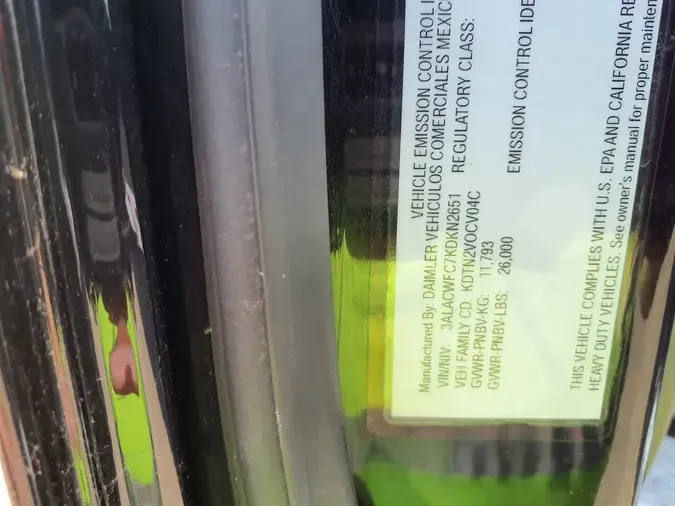 VEHICLE EMISSION CONTROL I
Manufactured By: DAIMLER VEHICULOS COMERCIALES MEXIC
VIN/NIV: 3ALACWFC7KDKN2651 REGULATORY CLASS:
VEH FAMILY CD: KDTN2VOCV04C
GVWR-PNBV-KG: 11,793
GVWR-PNBV-LBS: 26,000 EMISSION CONTROL IDE
THIS VEHICLE COMPLIES WITH U.S. EPA AND CALIFORNIA RE
HEAVY DUTY VEHICLES. See owner's manual for proper mainten